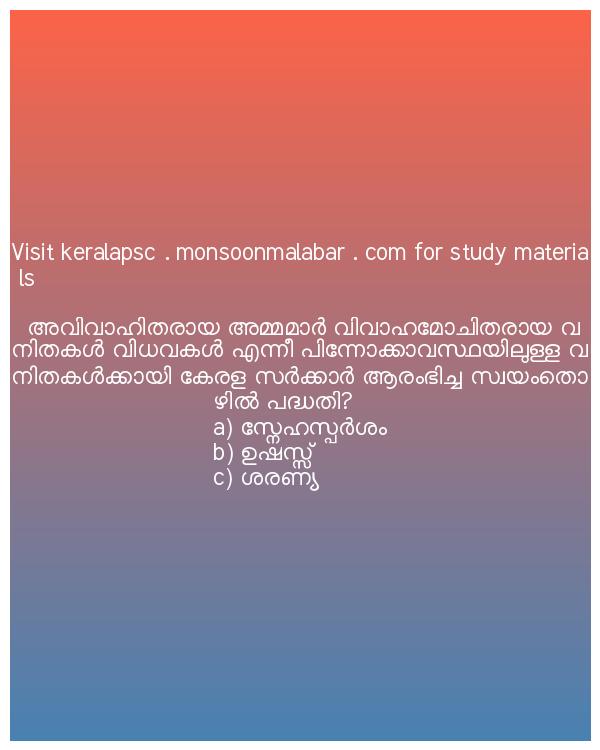 Visit keralapsc . monsoonmalabar . com for study materia
ls
അവിവാഹിതരായ അമ്മമാർ വിവാഹമോചിതരായ വ
നിതകൾ വിധവകൾ എന്നീ പിന്നോക്കാവസ്ഥയിലുള്ള വ
നിതകൾക്കായി കേരള സർക്കാർ ആരംഭിച്ച സ്വയംതൊ
ഴിൽ പദ്ധതി?
a) സ്നേഹസ്പർശം
b) ഉഷസ്സ്
c) ശരണ്യ